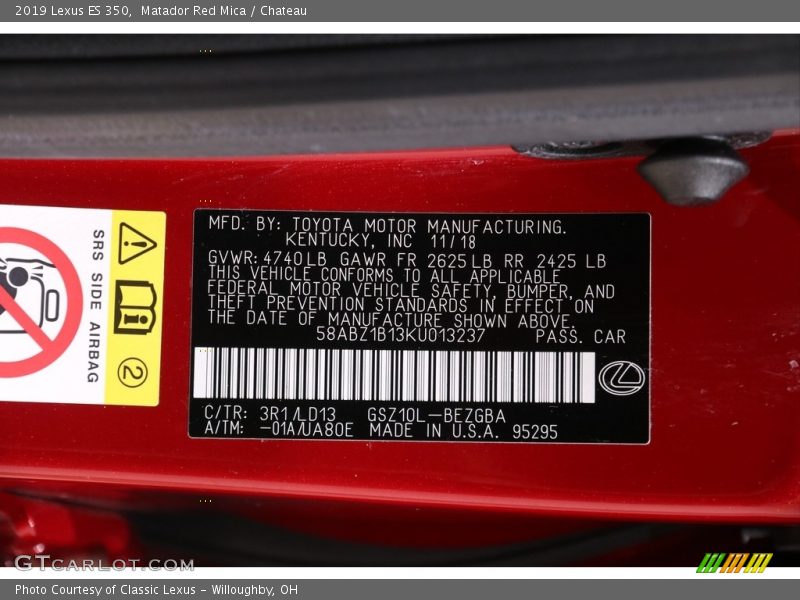 2019 Lexus ES 350,  Matador Red Mica / Chateau
MFD. BY: TOYOTA MOTOR MANUFACTURING.
KENTUCKY, INC 11/18
GVWR: 4740LB GAWR FR 2625LB RR 2425 LB
THIS VEHICLE CONFORMS TO ALL APPLICABLE
FEDERAL MOTOR VEHICLE SAFETY, BUMPER, AND
THEFT PREVENTION STANDARDS IN EFFECT ON
THE DATE OF MANUFACTURE SHOWN ABOVE.
58ABZ1B13KU013237 PASS. CAR
C/TR: 3R1/LD13 GSZ10L-BEZGBA
A/TM: -01A/UA80E MADE IN U.S.A. 95295
SRS SIDE AIRBAG
2
GTCARLOT.COM
Photo Courtesy of Classic Lexus - Willoughby, OH